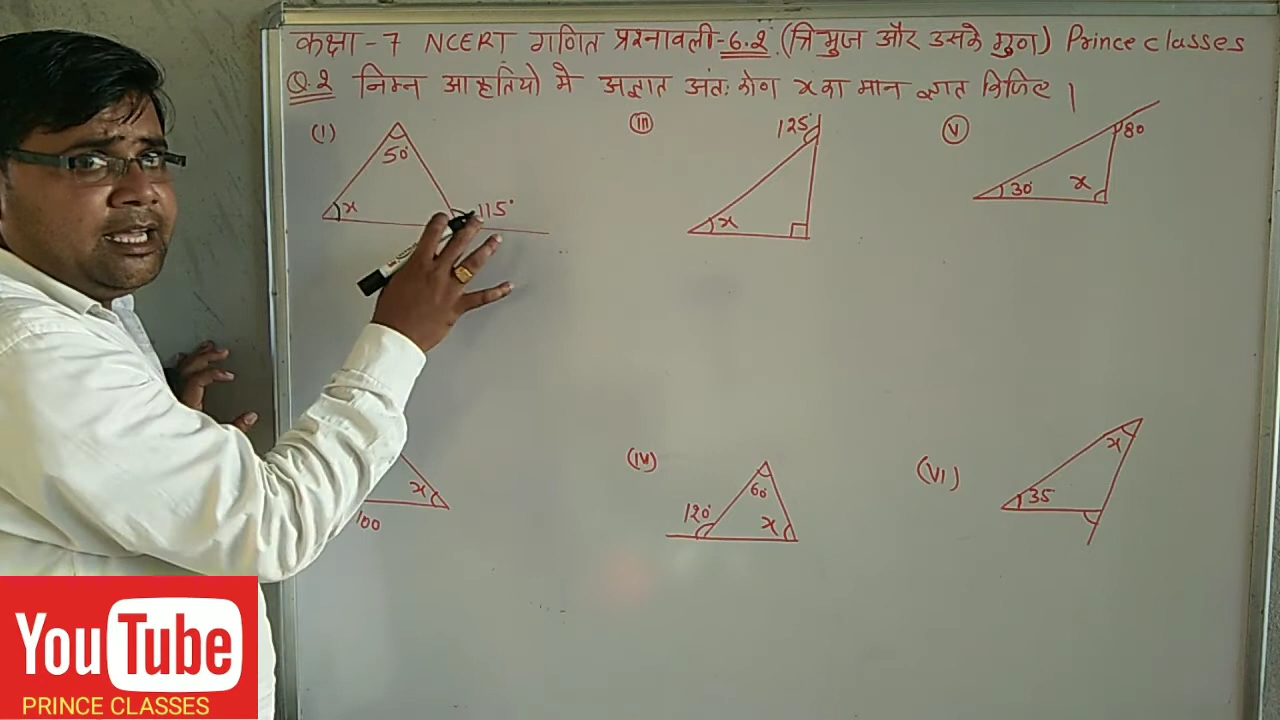 कक्षा-7 NCERT गणित प्रश्नावली-6.2 (त्रिभुज और उसके गुण) Prince classes
Q.2 निम्न आकृतियो मे अज्ञात अंतः कोण x का मान ज्ञात किजिए।
(I)
50°
x
115°
(III)
125°
x
(V)
80
30°
x
x
100
(IV)
60
120°
x
(VI)
x
35
YouTube
PRINCE CLASSES